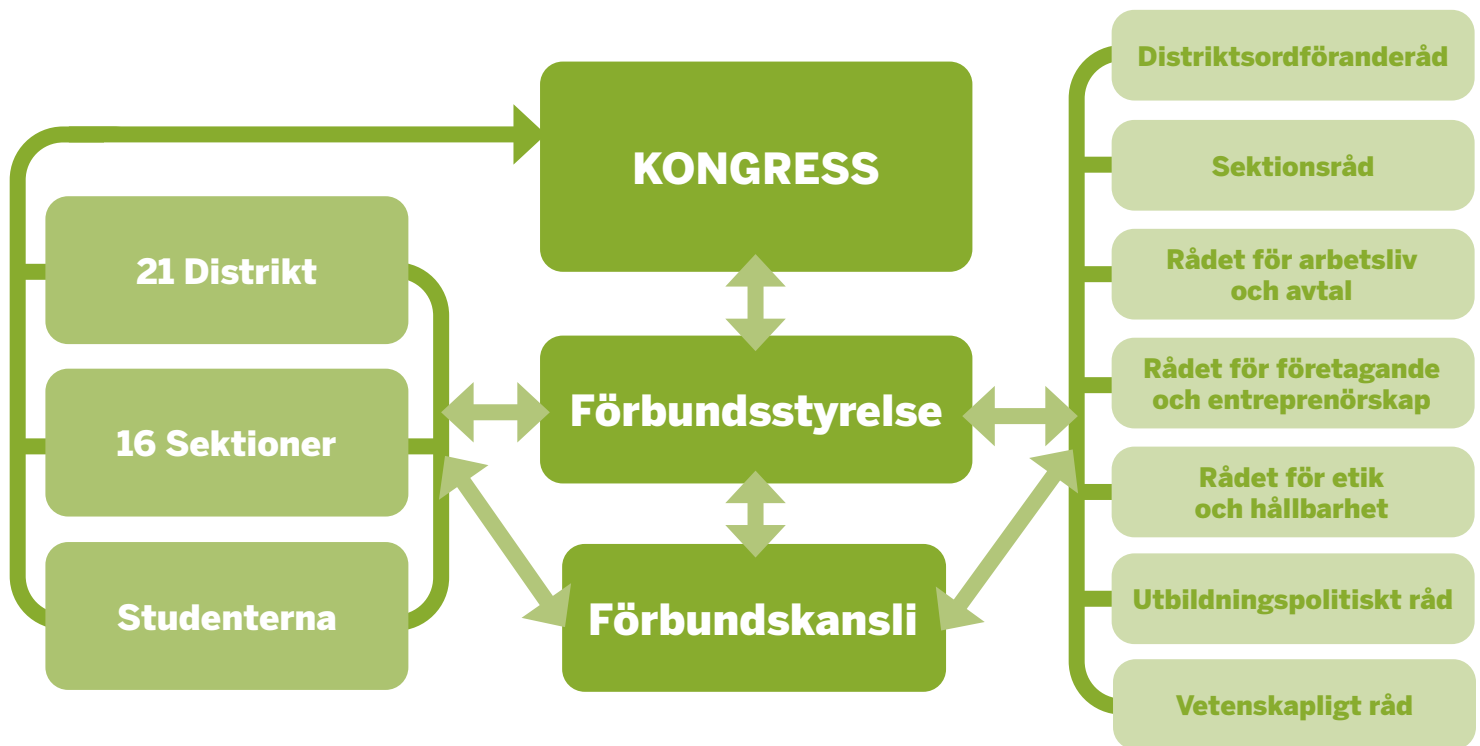 KONGRESS
21 Distrikt
16 Sektioner
Studenterna
Förbundsstyrelse
Förbundskansli
Distriktsordföranderåd
Sektionsråd
Rådet för arbetsliv
och avtal
Rådet för företagande
och entreprenörskap
Rådet för etik
och hållbarhet
Utbildningspolitiskt råd
Vetenskapligt råd